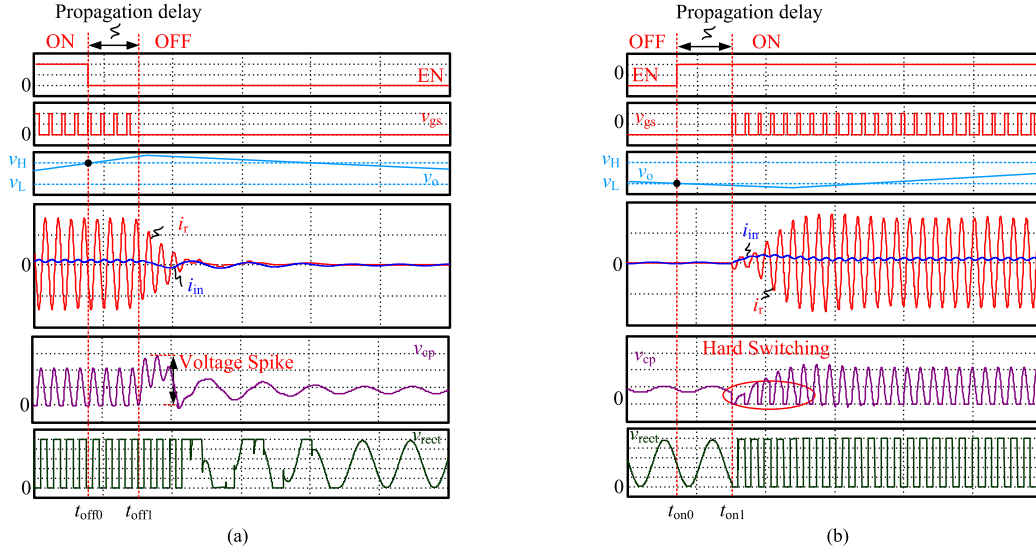 Propagation delay
ON OFF
EN
0
v_gs
0
v_H
v_L
v_o
i_r
0
i_in
v_cp
Voltage Spike
0
v_rect
0
t_off0 t_off1
(a)
Propagation delay
OFF ON
0
EN
v_gs
0
v_H
v_L
v_o
i_in
0
i_r
v_cp
Hard Switching
0
v_rect
0
t_on0 t_on1
(b)